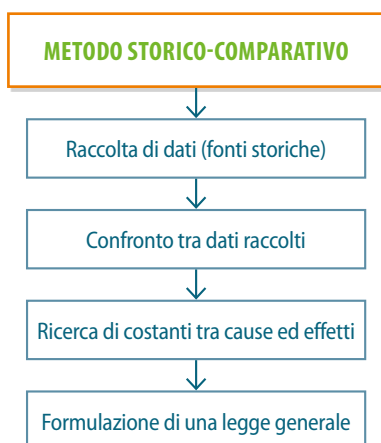 METODO STORICO-COMPARATIVO
Raccolta di dati (fonti storiche)
Confronto tra dati raccolti
Ricerca di costanti tra cause ed effetti
Formulazione di una legge generale